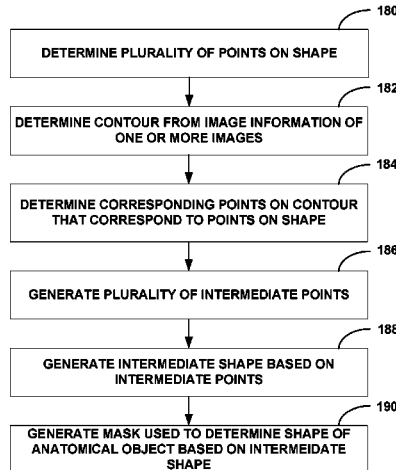 180
DETERMINE PLURALITY OF POINTS ON SHAPE
182
DETERMINE CONTOUR FROM IMAGE INFORMATION OF
ONE OR MORE IMAGES
184
DETERMINE CORRESPONDING POINTS ON CONTOUR
THAT CORRESPOND TO POINTS ON SHAPE
186
GENERATE PLURALITY OF INTERMEDIATE POINTS
188
GENERATE INTERMEDIATE SHAPE BASED ON
INTERMEDIATE POINTS
190
GENERATE MASK USED TO DETERMINE SHAPE OF
ANATOMICAL OBJECT BASED ON INTERMEIDATE
SHAPE